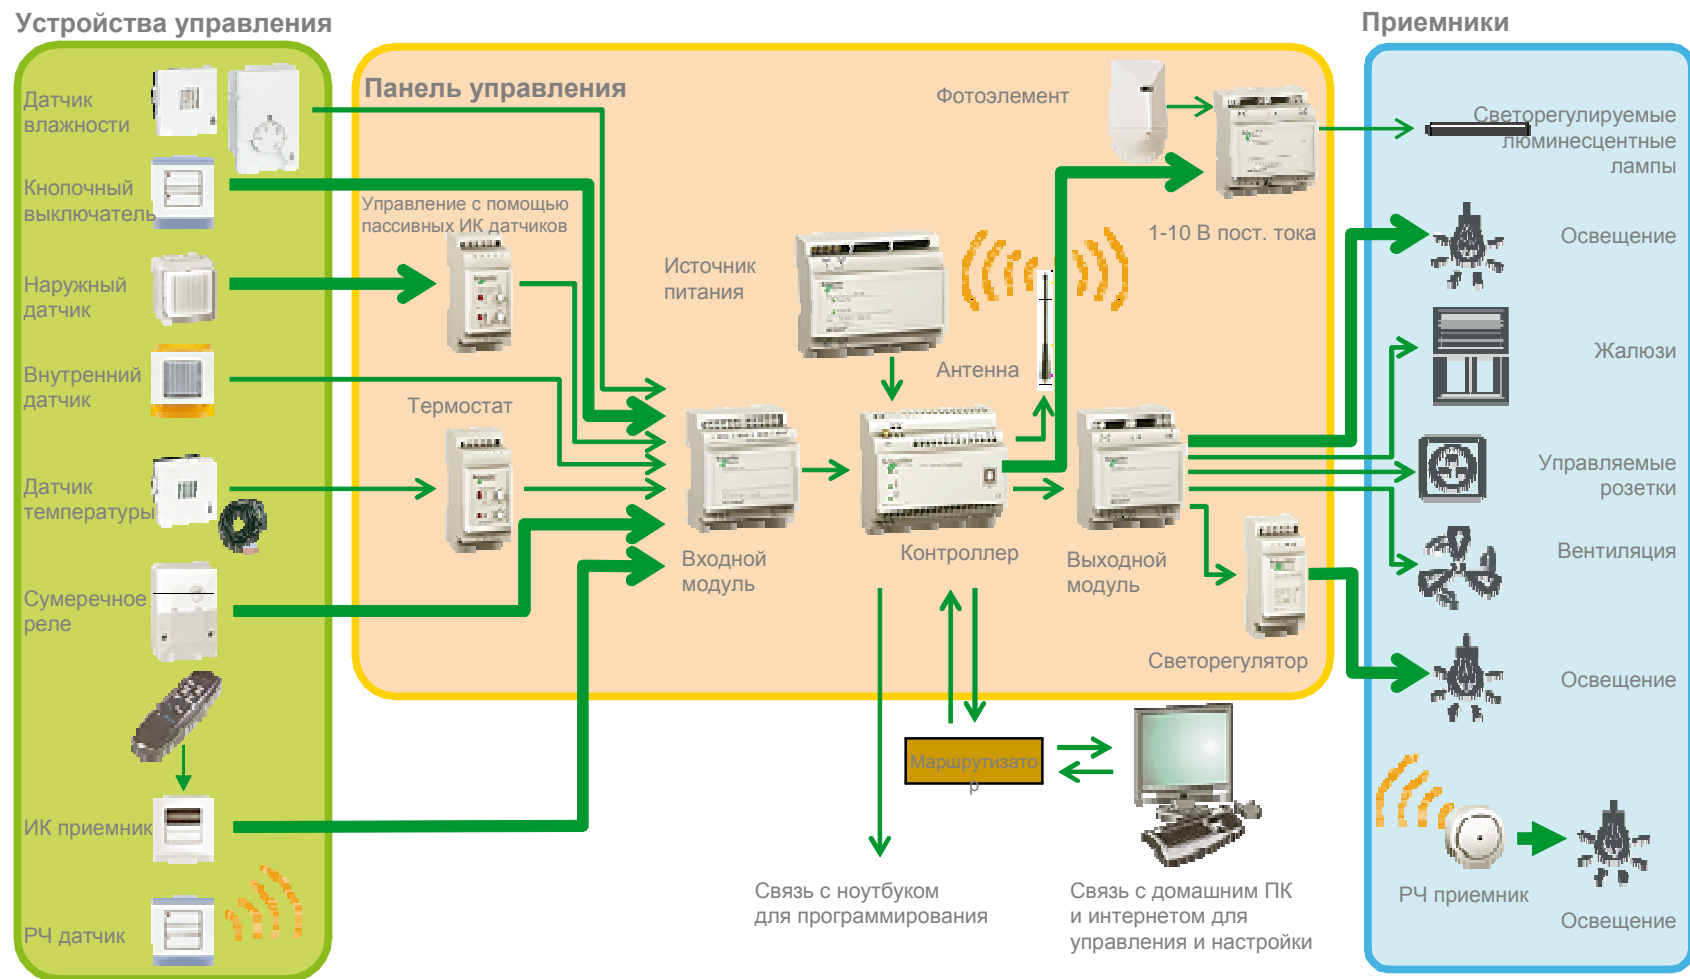 Устройства управления
Приемники
Панель управления
Датчик
влажности
Кнопочный
выключатель
Наружный
датчик
Внутренний
датчик
Датчик
температуры
Сумеречное
реле
ИК приемник
РЧ датчик
Управление с помощью
пассивных ИК датчиков
Термостат
Источник
питания
Антенна
Фотоэлемент
1-10 В пост. тока
Входной
модуль
Контроллер
Выходной
модуль
Светорегулятор
Маршрутизато
р
Связь с ноутбуком
для программирования
Связь с домашним ПК
и интернетом для
управления и настройки
Светорегулируемые
люминесцентные
лампы
Освещение
Жалюзи
Управляемые
розетки
Вентиляция
Освещение
РЧ приемник
Освещение